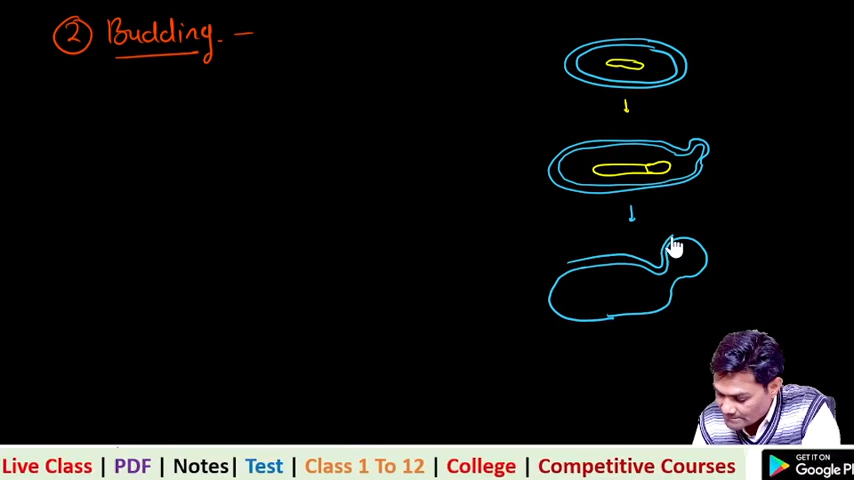 ② Budding. –
Live Class | PDF | Notes| Test | Class 1 To 12 | College | Competitive Courses
GET IT ON
Google Pl